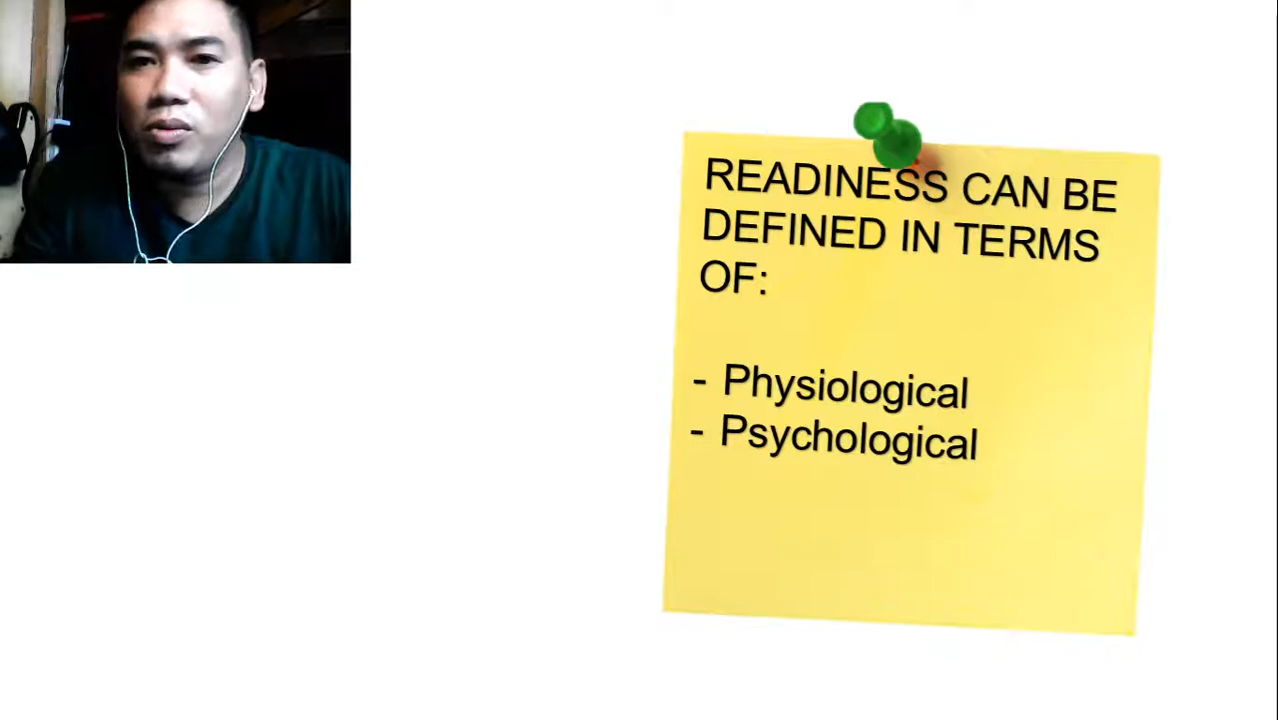 READINESS CAN BE
DEFINED IN TERMS
OF:
- Physiological
- Psychological